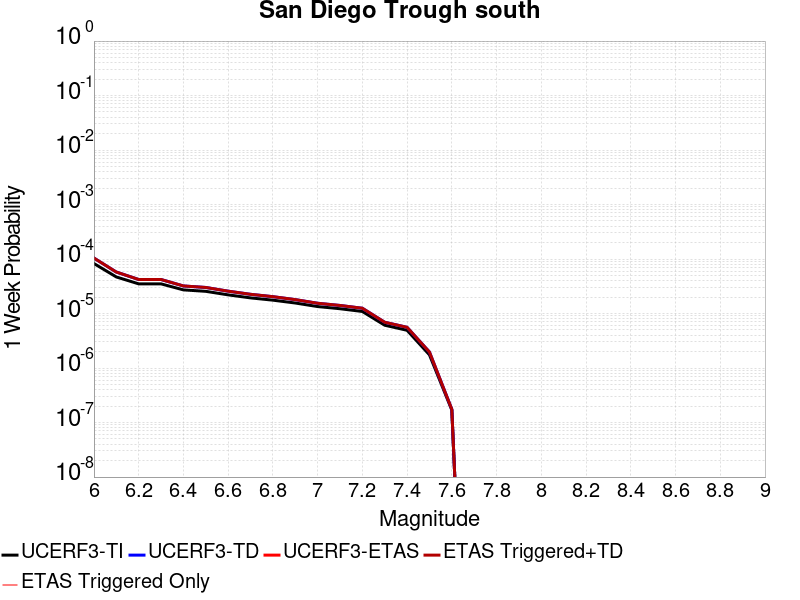 San Diego Trough south
1 Week Probability
10^0
10^-1
10^-2
10^-3
10^-4
10^-5
10^-6
10^-7
10^-8
6 6.2 6.4 6.6 6.8 7 7.2 7.4 7.6 7.8 8 8.2 8.4 8.6 8.8 9
Magnitude
UCERF3-TI UCERF3-TD UCERF3-ETAS ETAS Triggered+TD
ETAS Triggered Only